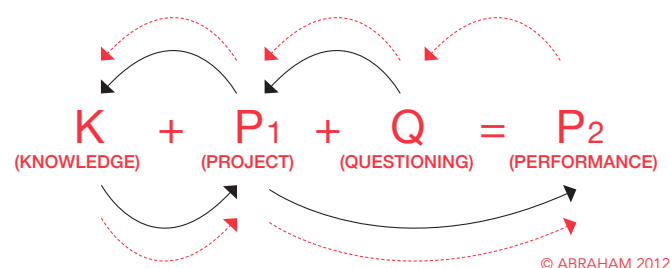 K + P1 + Q = P2
(KNOWLEDGE) (PROJECT) (QUESTIONING) (PERFORMANCE)
© ABRAHAM 2012